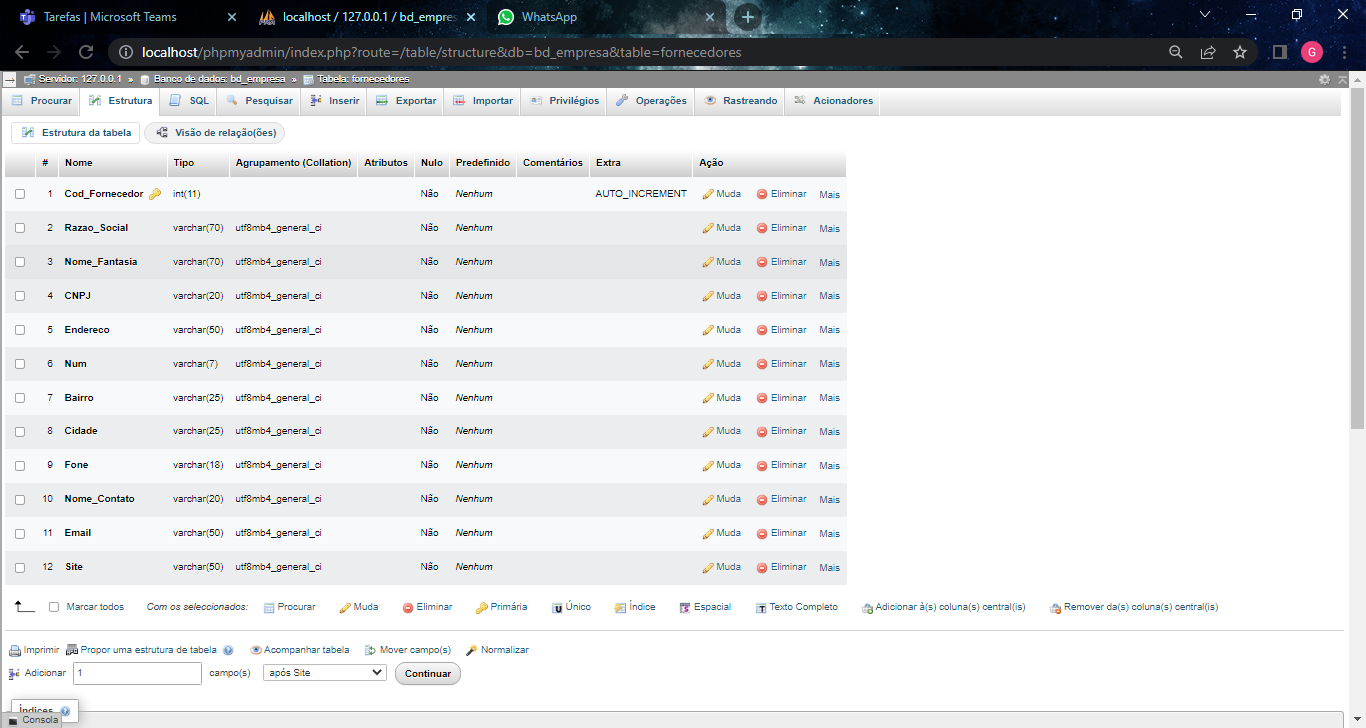 Tarefas | Microsoft Teams
localhost / 127.0.0.1 / bd_empres
WhatsApp
localhost/phpmyadmin/index.php?route=/table/structure&db=bd_empresa&table=fornecedores
G
Servidor: 127.0.0.1 » Banco de dados: bd_empresa » Tabela: fornecedores
Procurar Estrutura SQL Pesquisar Inserir Exportar Importar Privilégios Operações Rastreando Acionadores
Estrutura da tabela Visão de relação(ões)
# Nome Tipo Agrupamento (Collation) Atributos Nulo Predefinido Comentários Extra Ação
1 Cod_Fornecedor int(11) Não Nenhum AUTO_INCREMENT Muda Eliminar Mais
2 Razao_Social varchar(70) utf8mb4_general_ci Não Nenhum Muda Eliminar Mais
3 Nome_Fantasia varchar(70) utf8mb4_general_ci Não Nenhum Muda Eliminar Mais
4 CNPJ varchar(20) utf8mb4_general_ci Não Nenhum Muda Eliminar Mais
5 Endereco varchar(50) utf8mb4_general_ci Não Nenhum Muda Eliminar Mais
6 Num varchar(7) utf8mb4_general_ci Não Nenhum Muda Eliminar Mais
7 Bairro varchar(25) utf8mb4_general_ci Não Nenhum Muda Eliminar Mais
8 Cidade varchar(25) utf8mb4_general_ci Não Nenhum Muda Eliminar Mais
9 Fone varchar(18) utf8mb4_general_ci Não Nenhum Muda Eliminar Mais
10 Nome_Contato varchar(20) utf8mb4_general_ci Não Nenhum Muda Eliminar Mais
11 Email varchar(50) utf8mb4_general_ci Não Nenhum Muda Eliminar Mais
12 Site varchar(50) utf8mb4_general_ci Não Nenhum Muda Eliminar Mais
Marcar todos Com os seleccionados: Procurar Muda Eliminar Primária Único Índice Espacial Texto Completo Adicionar à(s) coluna(s) central(is) Remover da(s) coluna(s) central(is)
Imprimir Propor uma estrutura de tabela Acompanhar tabela Mover campo(s) Normalizar
Adicionar 1 campo(s) após Site Continuar
Índices
Consola